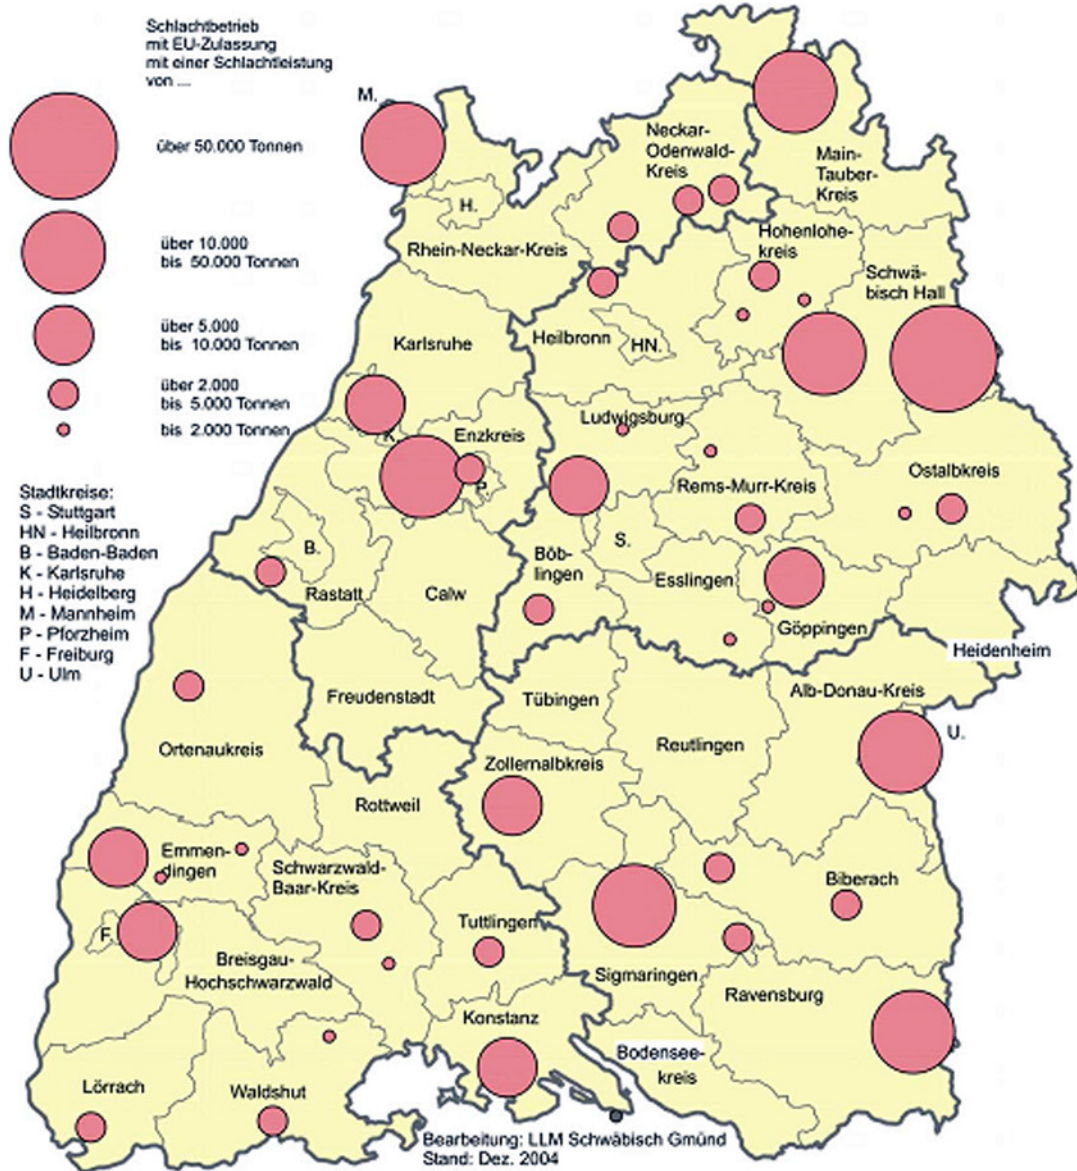 Schlachtbetrieb
mit EU-Zulassung
mit einer Schlachtleistung
von ...
über 50.000 Tonnen
über 10.000
bis 50.000 Tonnen
über 5.000
bis 10.000 Tonnen
über 2.000
bis 5.000 Tonnen
bis 2.000 Tonnen
Stadtkreise:
S - Stuttgart
HN - Heilbronn
B - Baden-Baden
K - Karlsruhe
H - Heidelberg
M - Mannheim
P - Pforzheim
F - Freiburg
U - Ulm
M.
Neckar-
Odenwald-
Kreis
Main-
Tauber-
Kreis
H.
Rhein-Neckar-Kreis
Hohenlohe-
kreis
Schwä-
bisch Hall
Karlsruhe
Heilbronn
HN.
K.
Enzkreis
P.
Ludwigsburg
Rems-Murr-Kreis
Ostalbkreis
B.
Rastatt
Calw
Böb-
lingen
S.
Esslingen
Göppingen
Heidenheim
Freudenstadt
Tübingen
Reutlingen
Alb-Donau-Kreis
U.
Ortenaukreis
Zollernalbkreis
Rottweil
Emmen-
dingen
Schwarzwald-
Baar-Kreis
Tuttlingen
Biberach
F.
Breisgau-
Hochschwarzwald
Sigmaringen
Ravensburg
Konstanz
Bodensee-
kreis
Lörrach
Waldshut
Bearbeitung: LLM Schwäbisch Gmünd
Stand: Dez. 2004